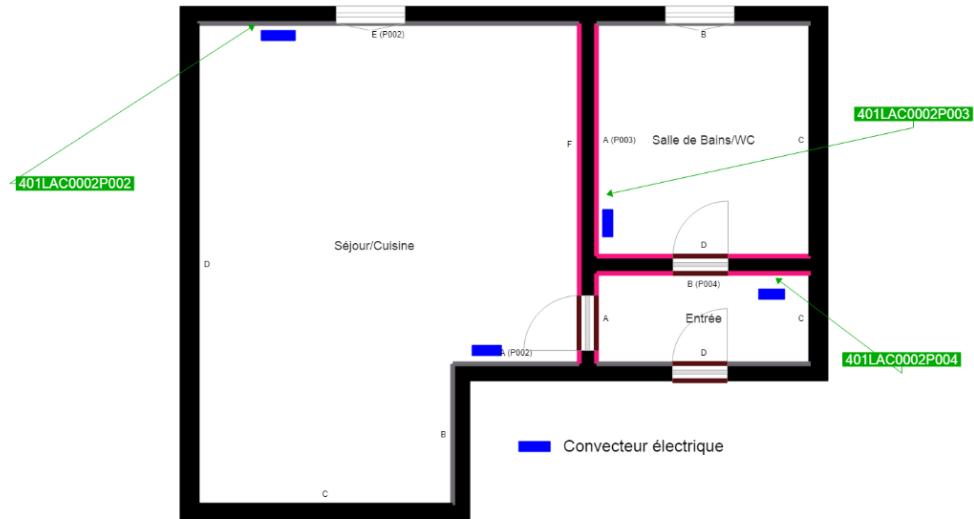 E (P002)
B
401LAC0002P003
A (P003)
Salle de Bains/WC
C
F
401LAC0002P002
Séjour/Cuisine
D
D
B (P004)
A
Entrée
C
A (P002)
D
401LAC0002P004
B
Convecteur électrique
C